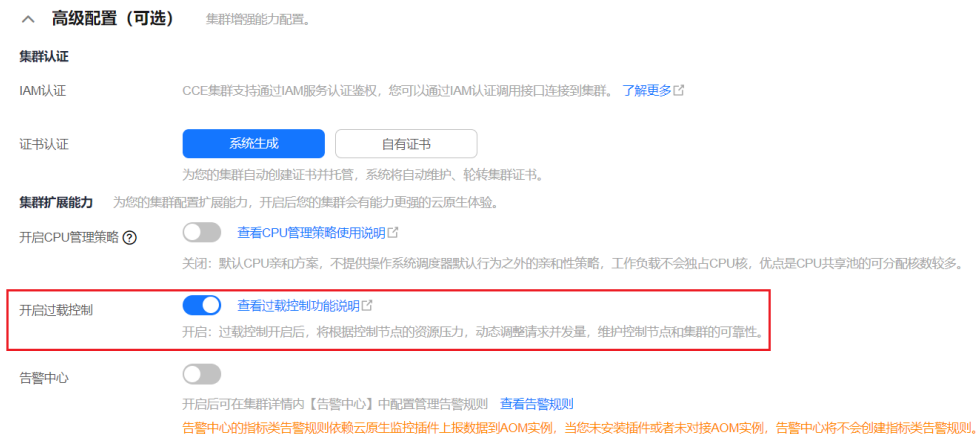 高级配置（可选） 集群增强能力配置。
集群认证
IAM认证 CCE集群支持通过IAM服务认证鉴权，您可以通过IAM认证调用接口连接到集群。 了解更多
证书认证 系统生成 自有证书
为您的集群自动创建证书并托管，系统将自动维护、轮转集群证书。
集群扩展能力 为您的集群配置扩展能力，开启后您的集群会有能力更强的云原生体验。
开启CPU管理策略 查看CPU管理策略使用说明
关闭：默认CPU亲和方案，不提供操作系统调度器默认行为之外的亲和性策略，工作负载不会独占CPU核，优点是CPU共享池的可分配核数较多。
开启过载控制 查看过载控制功能说明
开启：过载控制开启后，将根据控制节点的资源压力，动态调整请求并发量，维护控制节点和集群的可靠性。
告警中心
开启后可在集群详情内【告警中心】中配置管理告警规则 查看告警规则
告警中心的指标类告警规则依赖云原生监控插件上报数据到AOM实例，当您未安装插件或者未对接AOM实例，告警中心将不会创建指标类告警规则。